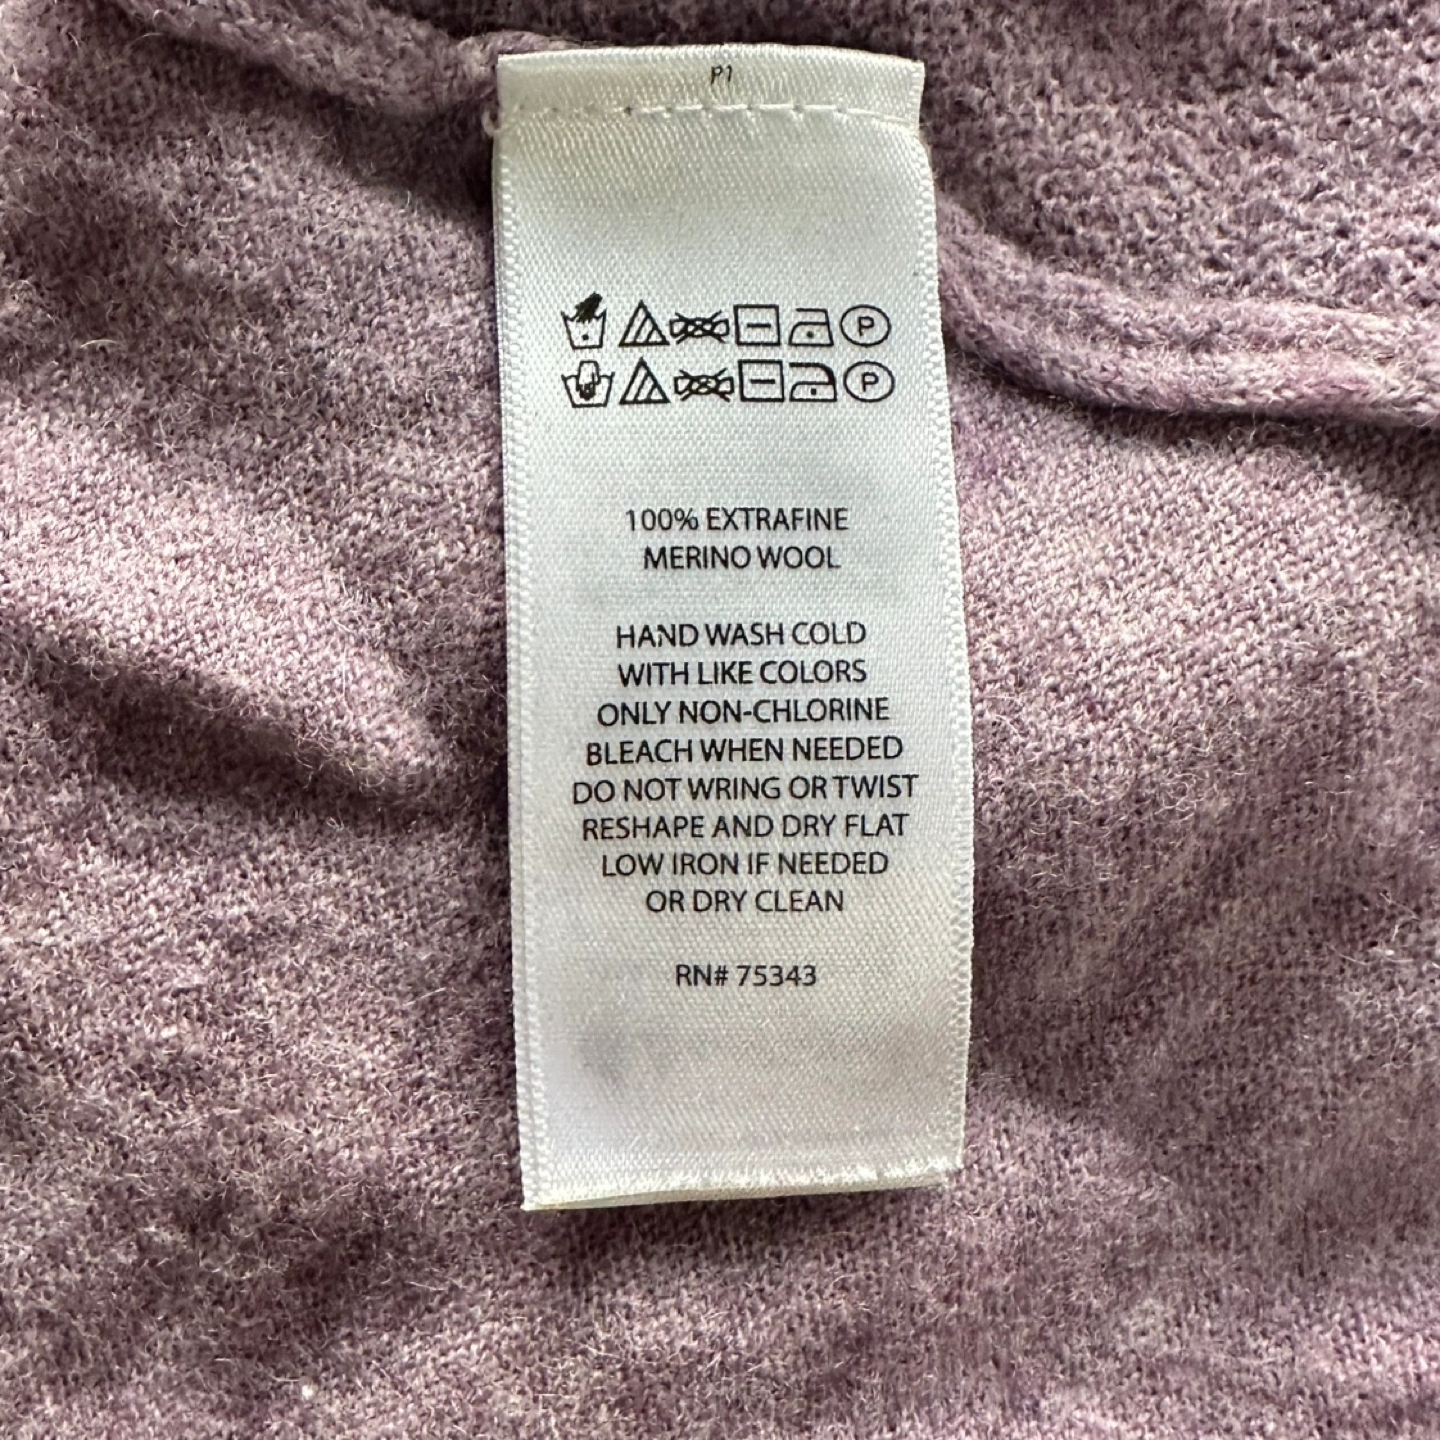 P1
P
P
100% EXTRAFINE
MERINO WOOL
HAND WASH COLD
WITH LIKE COLORS
ONLY NON-CHLORINE
BLEACH WHEN NEEDED
DO NOT WRING OR TWIST
RESHAPE AND DRY FLAT
LOW IRON IF NEEDED
OR DRY CLEAN
RN# 75343